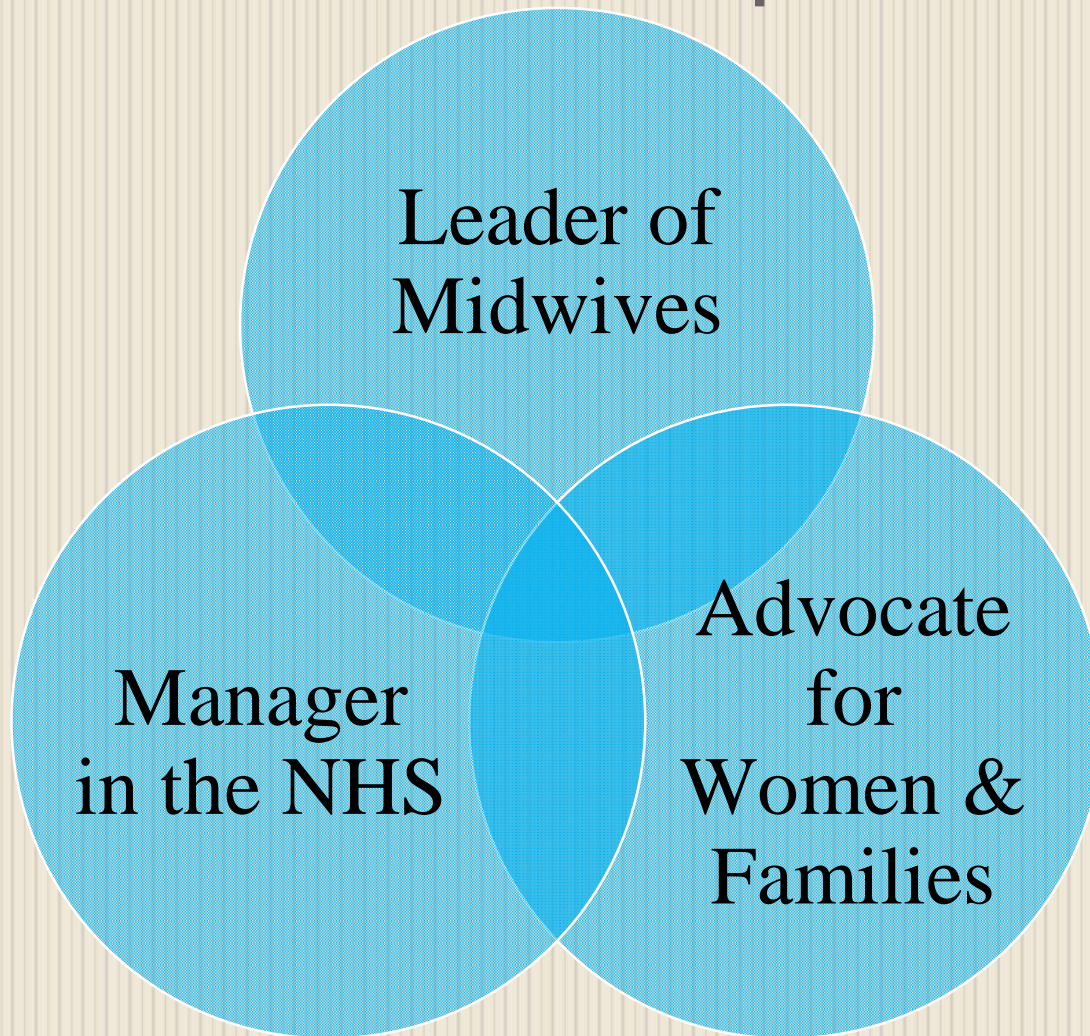 Leader of
Midwives
Manager
in the NHS
Advocate
for
Women &
Families